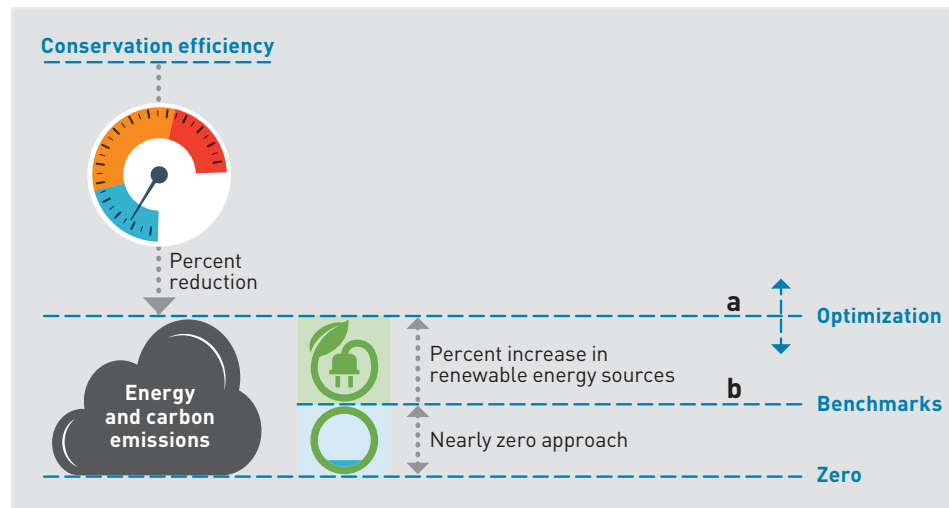 Conservation efficiency
Percent
reduction
a
Optimization
Energy
and carbon
emissions
Percent increase in
renewable energy sources
b
Benchmarks
Nearly zero approach
Zero